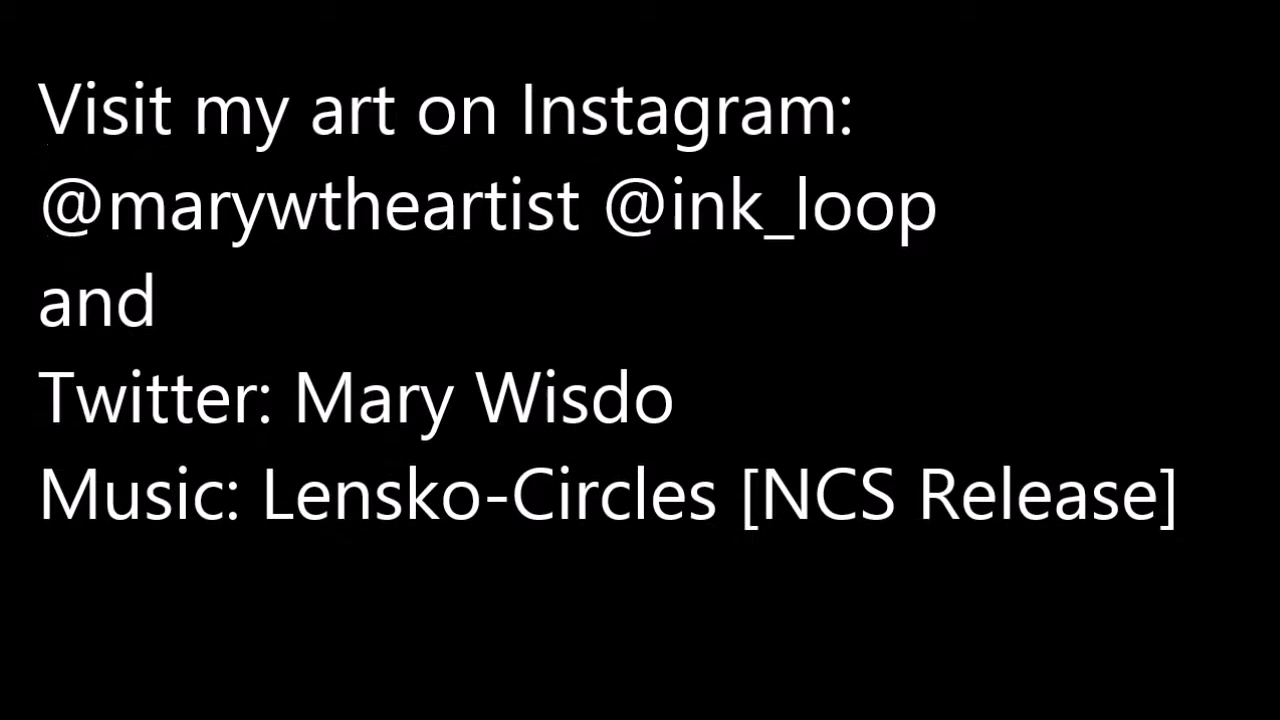 Visit my art on Instagram:
@marywtheartist @ink_loop
and
Twitter: Mary Wisdo
Music: Lensko-Circles [NCS Release]